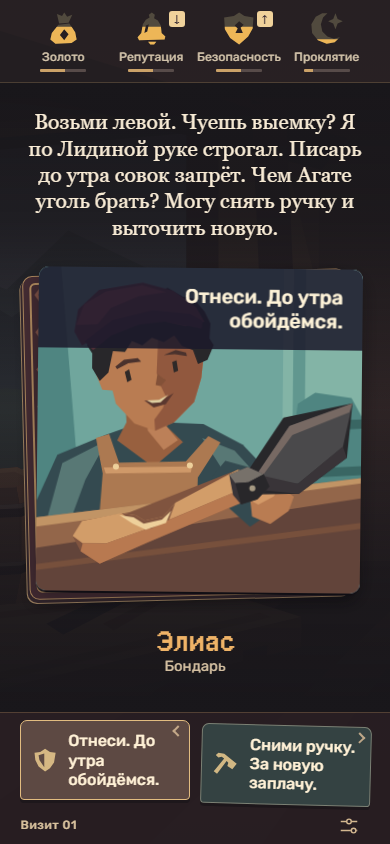 ↓ ↑
Золото Репутация Безопасность Проклятие
Возьми левой. Чуешь выемку? Я
по Лидиной руке строгал. Писарь
до утра совок запрёт. Чем Агате
уголь брать? Могу снять ручку и
выточить новую.
Отнеси. До утра
обойдёмся.
Элиас
Бондарь
Отнеси. До
утра
обойдёмся.
Сними ручку.
За новую
заплачу.
Визит 01